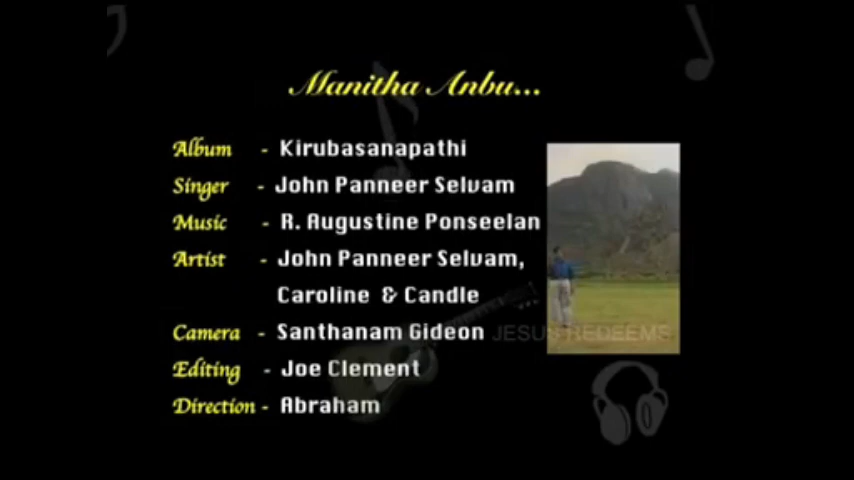 Manitha Anbu...
Album - Kirubasanapathi
Singer - John Panneer Selvam
Music - R. Augustine Ponseelan
Artist - John Panneer Selvam,
Caroline & Candle
Camera - Santhanam Gideon
JESUS REDEEMS
Editing - Joe Clement
Direction - Abraham